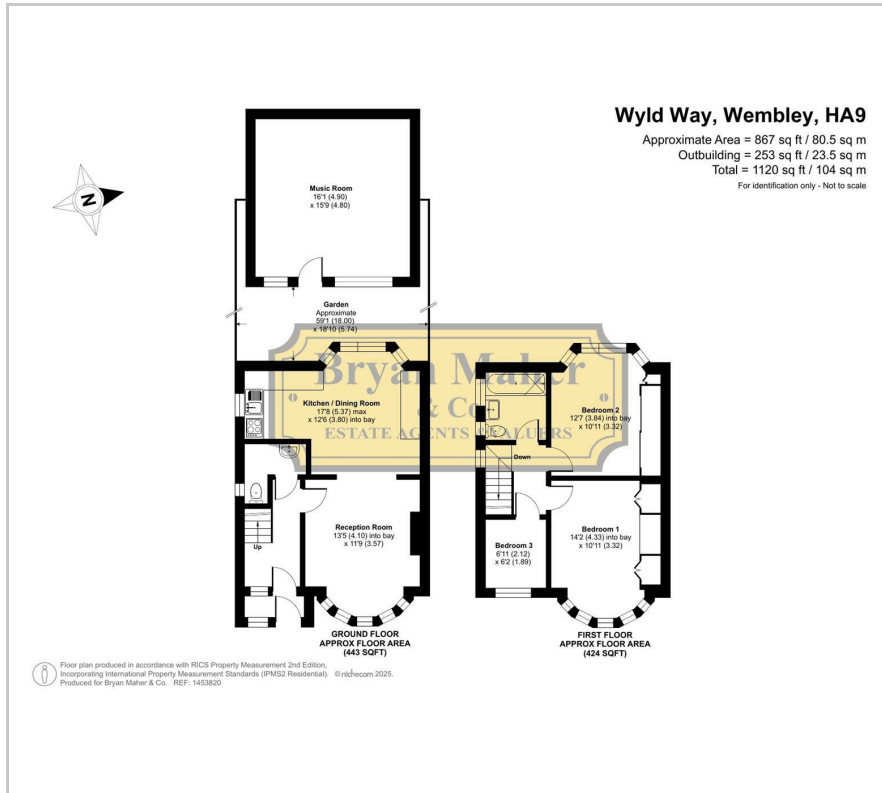 Wyld Way, Wembley, HA9
Approximate Area = 867 sq ft / 80.5 sq m
Outbuilding = 253 sq ft / 23.5 sq m
Total = 1120 sq ft / 104 sq m
For identification only - Not to scale
N
Music Room
16'1 (4.90)
x 15'9 (4.80)
Garden
Approximate
59'1 (18.00)
x 18'10 (5.74)
Bryan Maher
& Co
ESTATE AGENTS & VALUERS
Kitchen / Dining Room
17'8 (5.37) max
x 12'6 (3.80) into bay
Bedroom 2
12'7 (3.84) into bay
x 10'11 (3.32)
Down
Reception Room
13'5 (4.10) into bay
x 11'9 (3.57)
Up
Bedroom 1
14'2 (4.33) into bay
x 10'11 (3.32)
Bedroom 3
6'11 (2.12)
x 6'2 (1.89)
GROUND FLOOR
APPROX FLOOR AREA
(443 SQFT)
FIRST FLOOR
APPROX FLOOR AREA
(424 SQFT)
Floor plan produced in accordance with RICS Property Measurement 2nd Edition,
Incorporating International Property Measurement Standards (IPMS2 Residential). © nichecom 2025.
Produced for Bryan Maher & Co. REF: 1453820